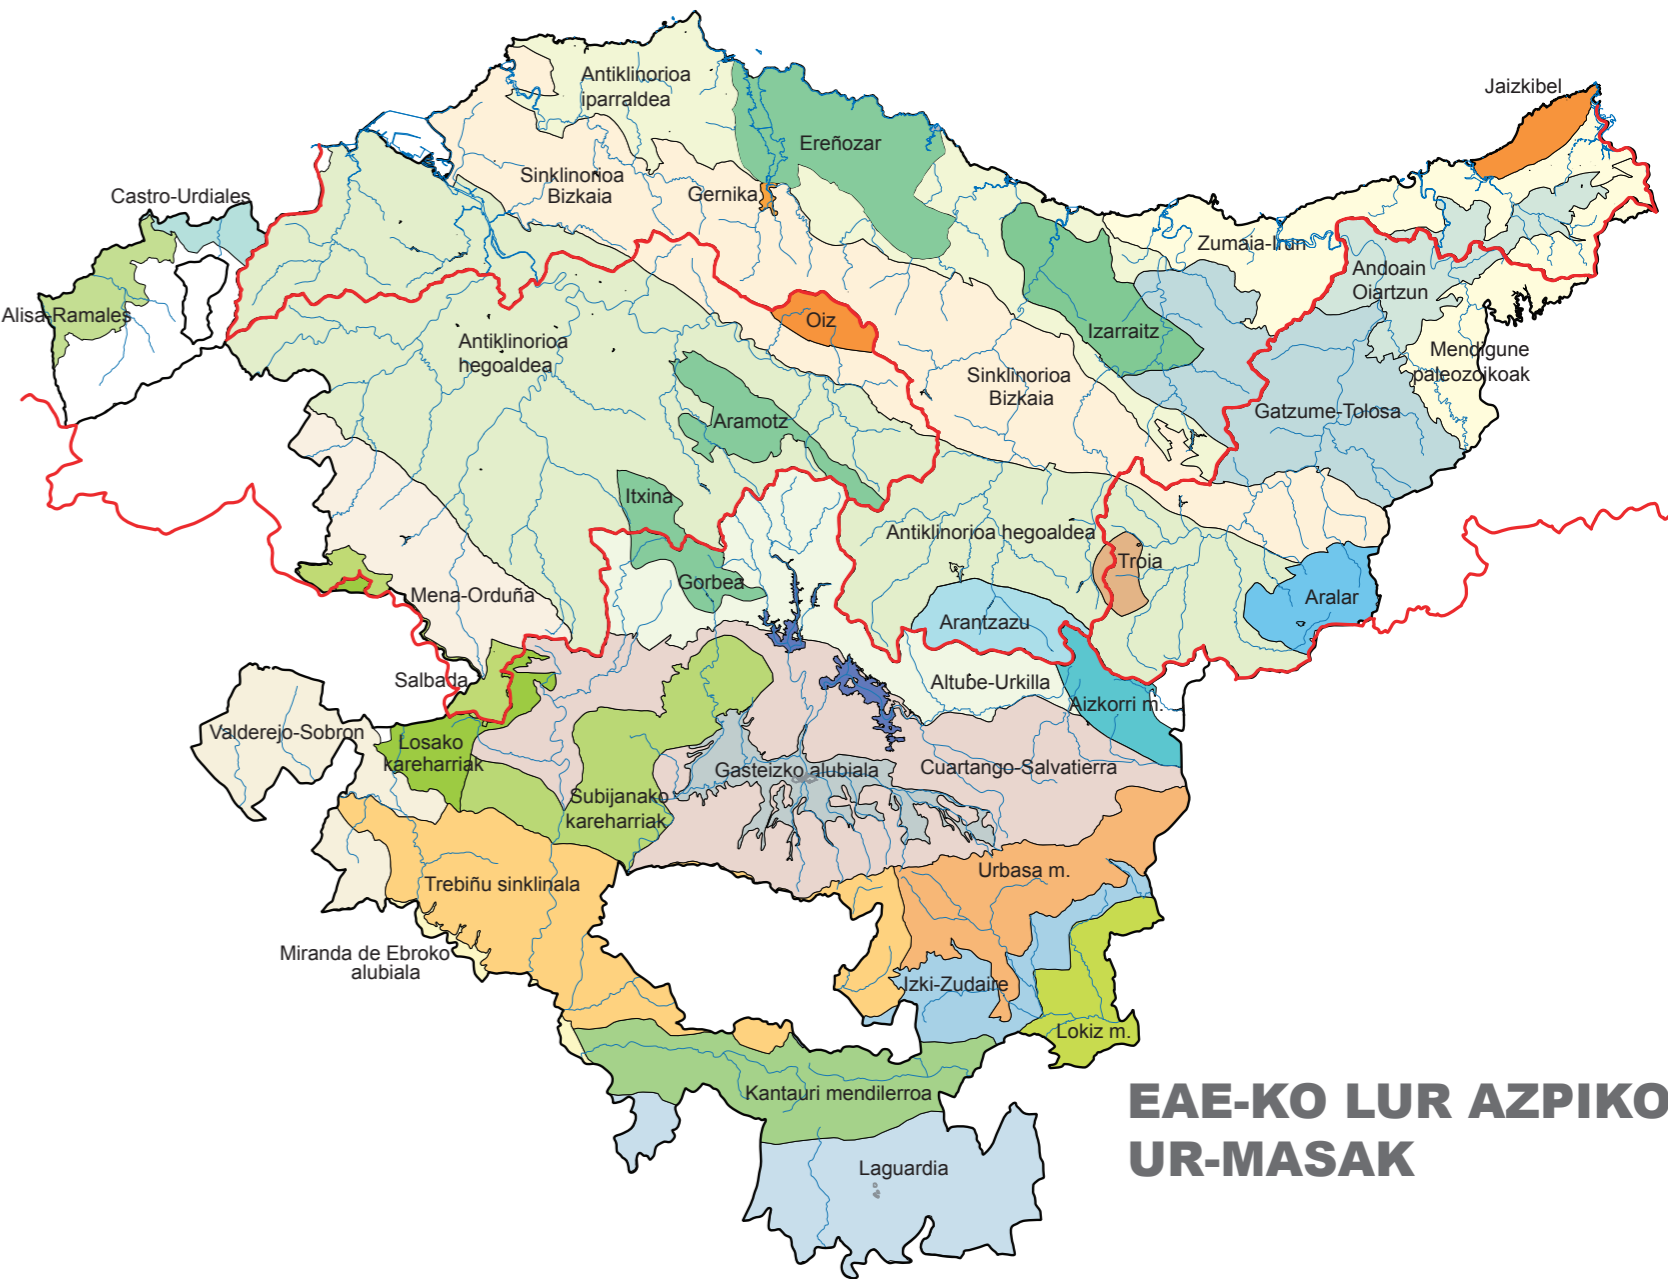 Jaizkibel
Antiklinorioa
iparraldea
Ereñozar
Sinklinorioa
Bizkaia
Gernika
Castro-Urdiales
Zumaia-Irun
Andoain
Oiartzun
Alisa-Ramales
Oiz
Izarraitz
Antiklinorioa
hegoaldea
Mendigune
paleozoikoak
Sinklinorioa
Bizkaia
Gatzume-Tolosa
Aramotz
Itxina
Antiklinorioa hegoaldea
Troia
Gorbea
Mena-Orduña
Aralar
Arantzazu
Salbada
Altube-Urkilla
Aizkorri m.
Valderejo-Sobron
Losako
kareharriak
Gasteizko alubiala
Cuartango-Salvatierra
Subijanako
kareharriak
Urbasa m.
Trebiñu sinklinala
Miranda de Ebroko
alubiala
Izki-Zudaire
Lokiz m.
Kantauri mendilerroa
Laguardia
EAE-KO LUR AZPIKO
UR-MASAK